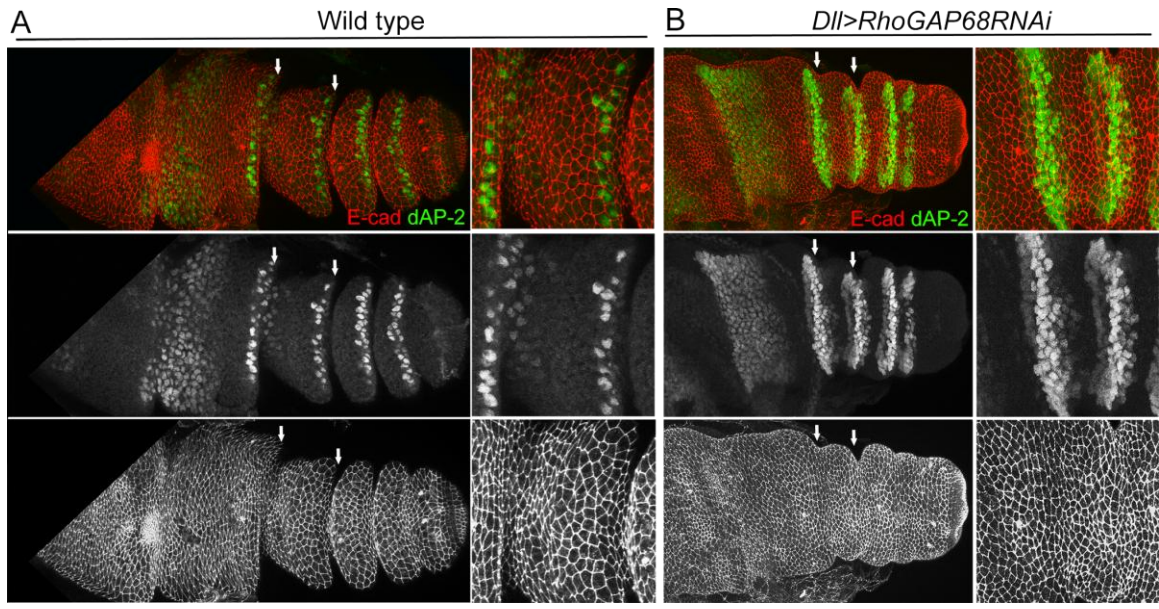 A
Wild type
B
Dll>RhoGAP68RNAi
E-cad dAP-2
E-cad dAP-2